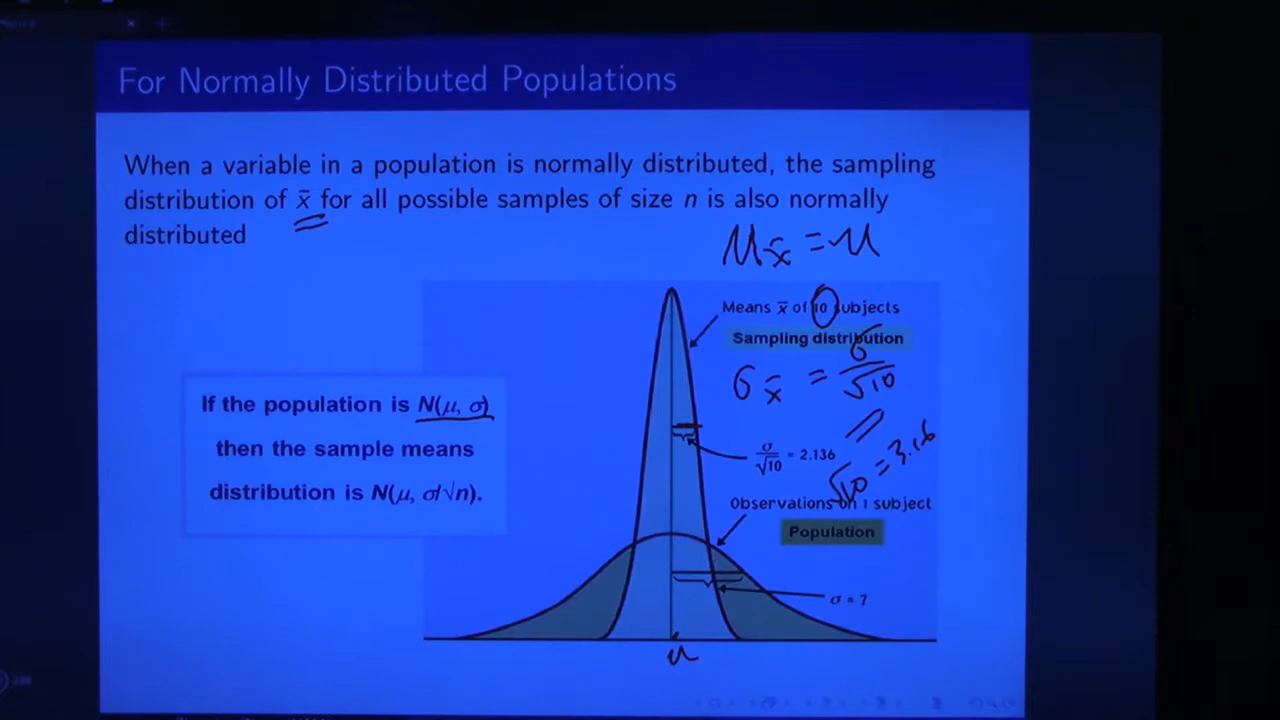 For Normally Distributed Populations
When a variable in a population is normally distributed, the sampling
distribution of x̄ for all possible samples of size n is also normally
distributed
μx̄ = μ
Means x̄ of 10 subjects
Sampling distribution
σx̄ = σ/√10
If the population is N(μ, σ)
then the sample means
distribution is N(μ, σ/√n).
σ/√10 = 2.136
√10 = 3.16
Observations on 1 subject
Population
σ = 7
μ